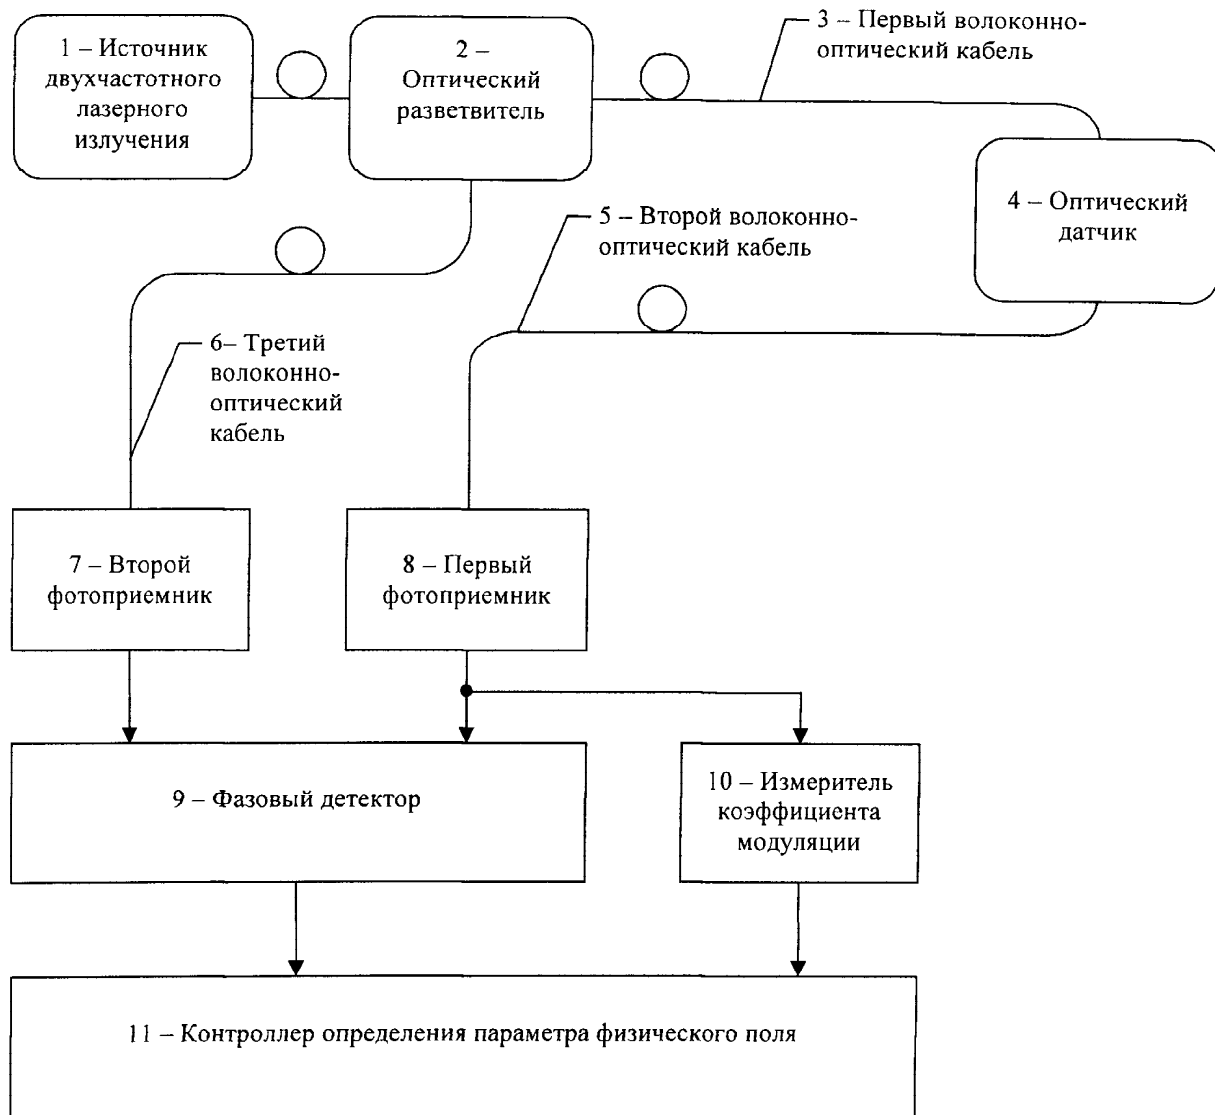 1 – Источник
двухчастотного
лазерного
излучения
2 –
Оптический
разветвитель
3 – Первый волоконно-
оптический кабель
4 – Оптический
датчик
5 – Второй волоконно-
оптический кабель
6– Третий
волоконно-
оптический
кабель
7 – Второй
фотоприемник
8 – Первый
фотоприемник
9 – Фазовый детектор
10 – Измеритель
коэффициента
модуляции
11 – Контроллер определения параметра физического поля